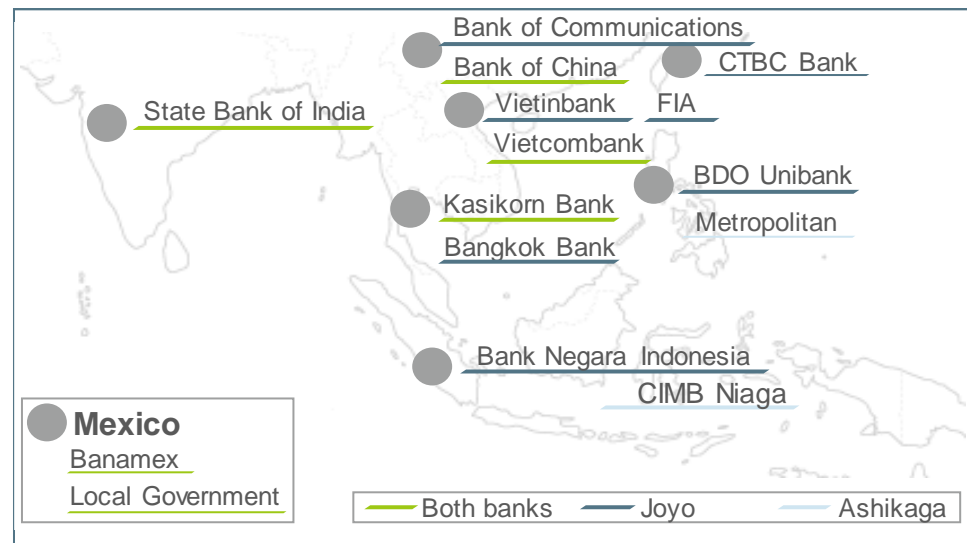 Bank of Communications
CTBC Bank
Bank of China
State Bank of India
Vietinbank
FIA
Vietcombank
BDO Unibank
Kasikorn Bank
Metropolitan
Bangkok Bank
Bank Negara Indonesia
CIMB Niaga
Mexico
Banamex
Local Government
Both banks
Joyo
Ashikaga